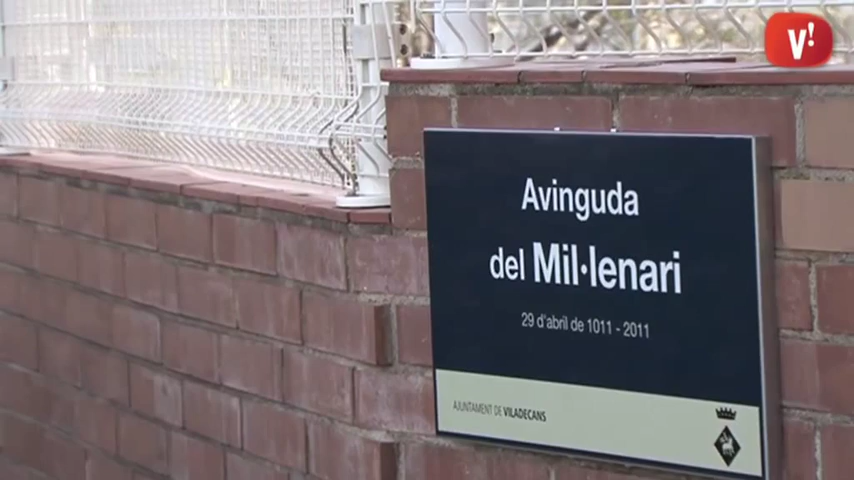 V!
Avinguda
del Mil·lenari
29 d'abril de 1011 - 2011
AJUNTAMENT DE VILADECANS